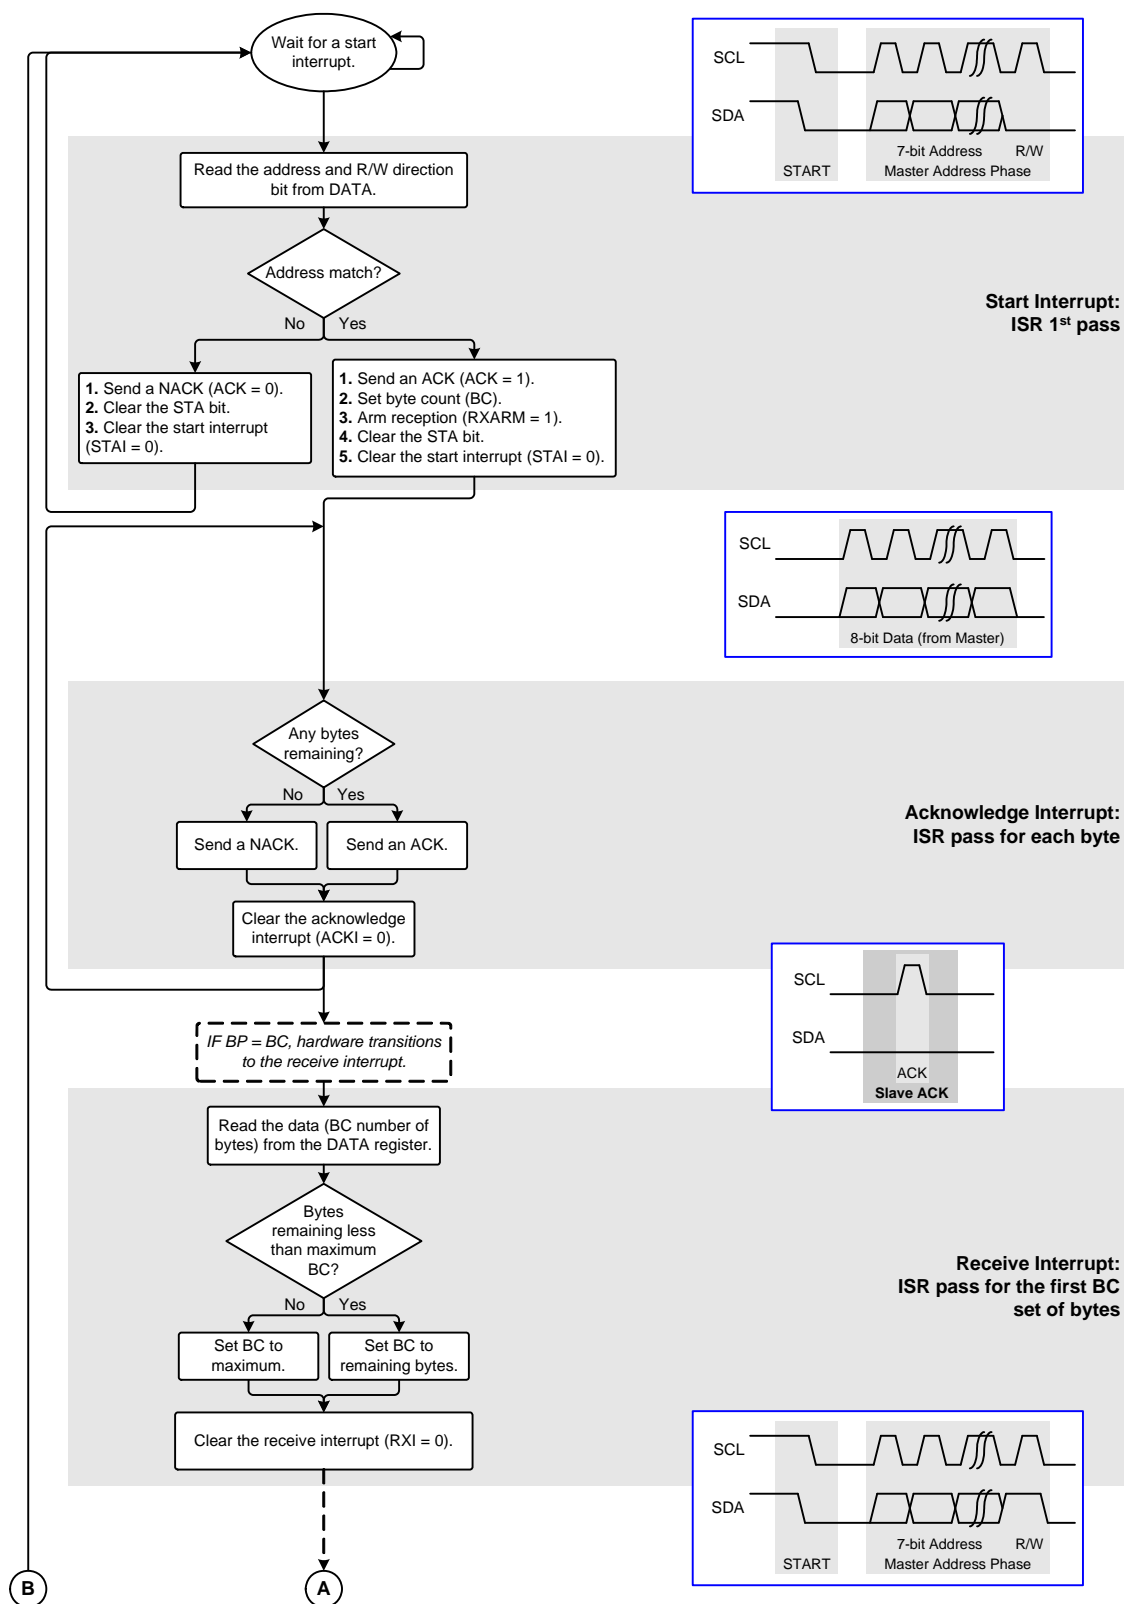 Wait for a start
interrupt.
SCL
SDA
7-bit Address
R/W
START
Master Address Phase
Read the address and R/W direction
bit from DATA.
Address match?
No
Yes
Start Interrupt:
ISR 1st pass
1. Send a NACK (ACK = 0).
2. Clear the STA bit.
3. Clear the start interrupt
(STAI = 0).
1. Send an ACK (ACK = 1).
2. Set byte count (BC).
3. Arm reception (RXARM = 1).
4. Clear the STA bit.
5. Clear the start interrupt (STAI = 0).
SCL
SDA
8-bit Data (from Master)
Any bytes
remaining?
No
Yes
Send a NACK.
Send an ACK.
Acknowledge Interrupt:
ISR pass for each byte
Clear the acknowledge
interrupt (ACKI = 0).
SCL
SDA
ACK
Slave ACK
IF BP = BC, hardware transitions
to the receive interrupt.
Read the data (BC number of
bytes) from the DATA register.
Bytes
remaining less
than maximum
BC?
No
Yes
Receive Interrupt:
ISR pass for the first BC
set of bytes
Set BC to
maximum.
Set BC to
remaining bytes.
Clear the receive interrupt (RXI = 0).
SCL
SDA
7-bit Address
R/W
START
Master Address Phase
B
A